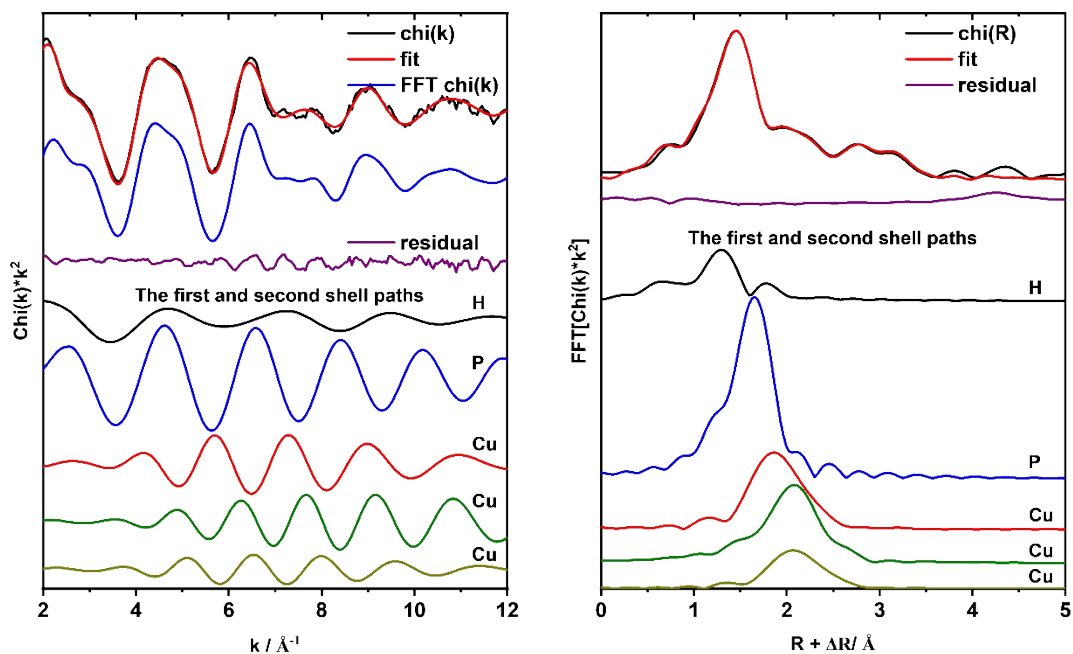 chi(k)
fit
FFT chi(k)
residual
The first and second shell paths
H
P
Cu
Cu
Cu
Chi(k)*k²
2 4 6 8 10 12
k / Å⁻¹
chi(R)
fit
residual
The first and second shell paths
H
P
Cu
Cu
Cu
FFT[Chi(k)*k²]
0 1 2 3 4 5
R + ΔR/ Å